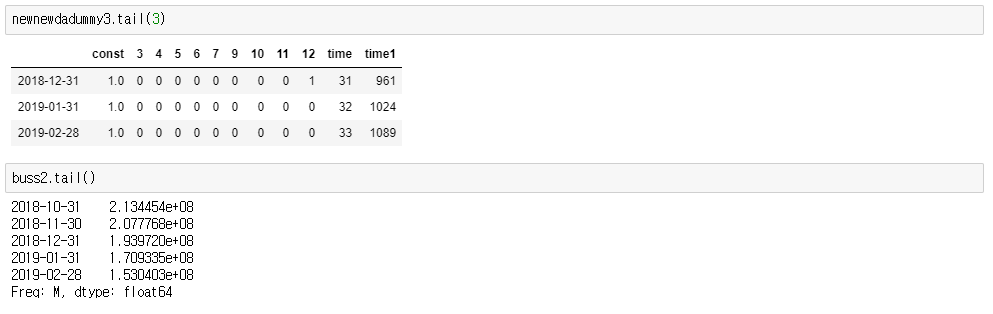 newnewdadummy3.tail(3)
const 3 4 5 6 7 9 10 11 12 time time1
2018-12-31 1.0 0 0 0 0 0 0 0 0 1 31 961
2019-01-31 1.0 0 0 0 0 0 0 0 0 0 32 1024
2019-02-28 1.0 0 0 0 0 0 0 0 0 0 33 1089
buss2.tail()
2018-10-31 2.134454e+08
2018-11-30 2.077768e+08
2018-12-31 1.939720e+08
2019-01-31 1.709335e+08
2019-02-28 1.530403e+08
Freq: M, dtype: float64